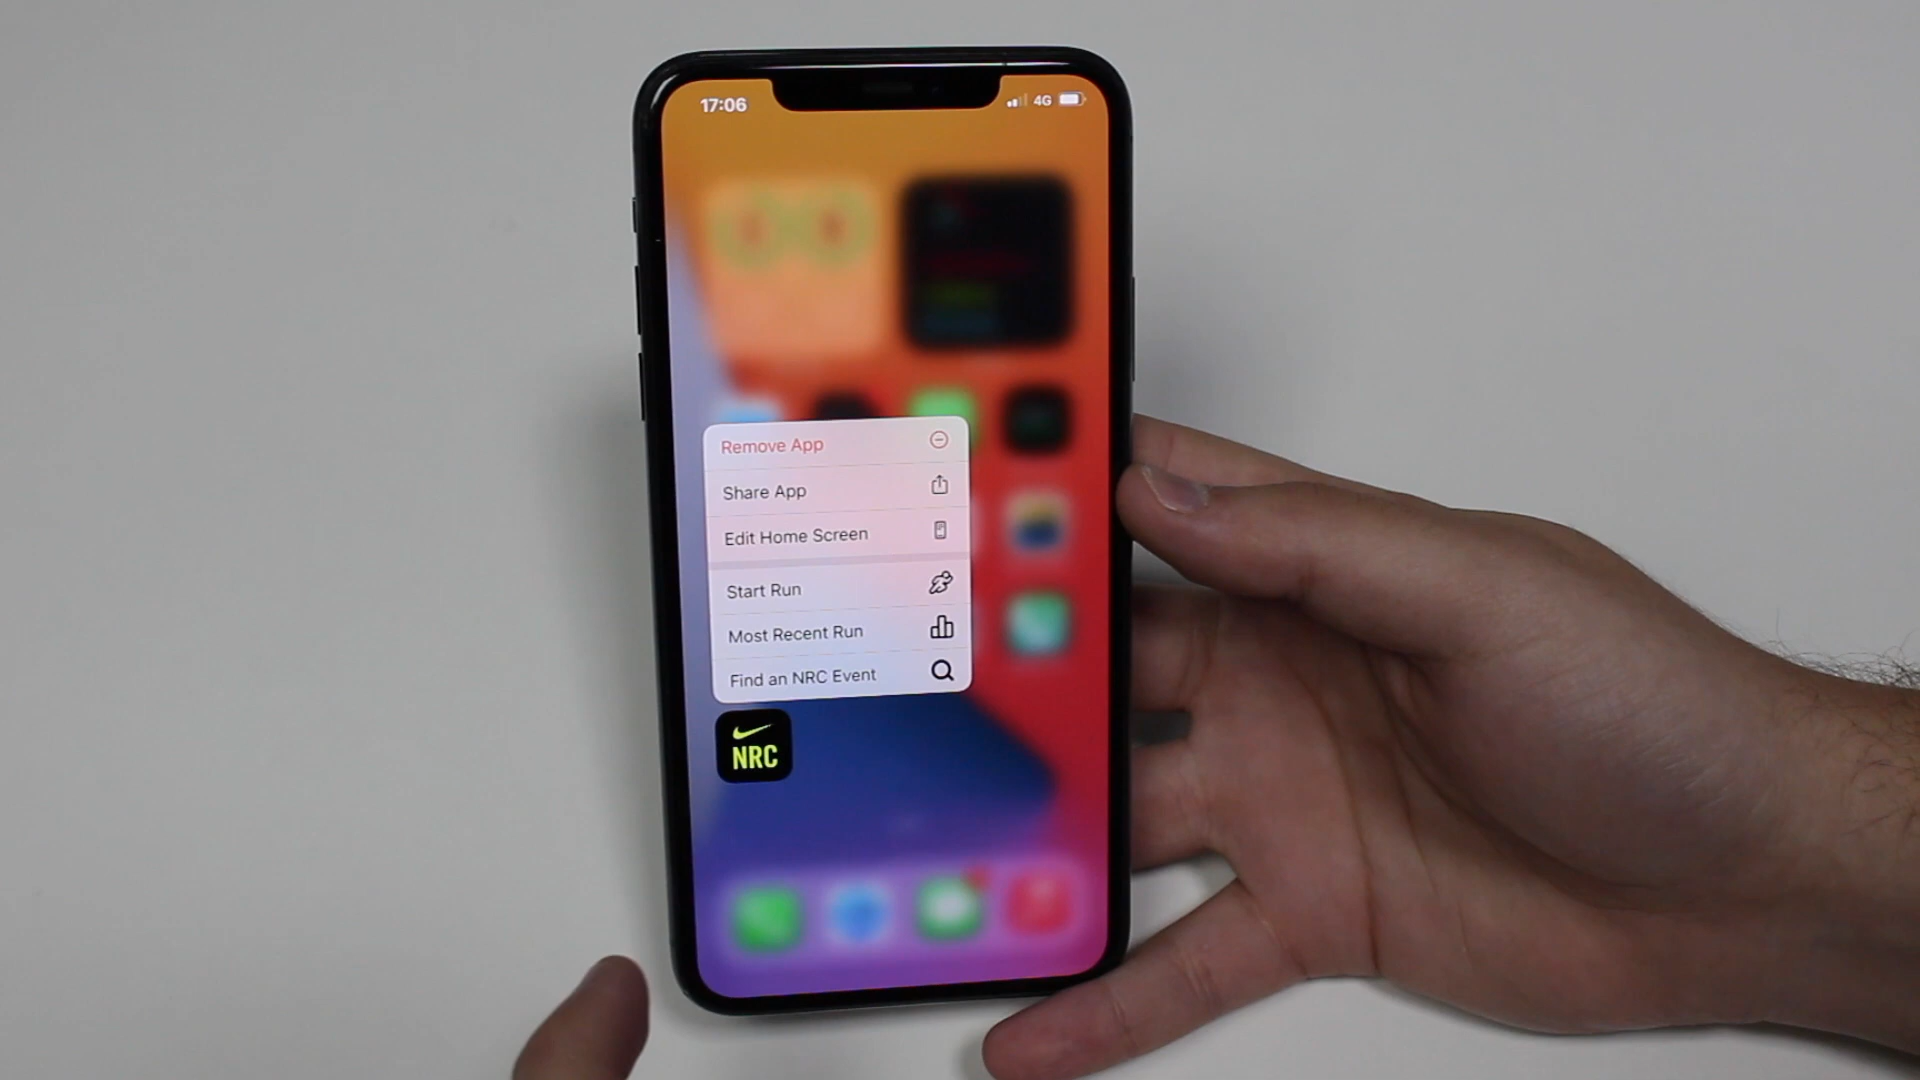 17:06 4G
Remove App
Share App
Edit Home Screen
Start Run
Most Recent Run
Find an NRC Event
NRC